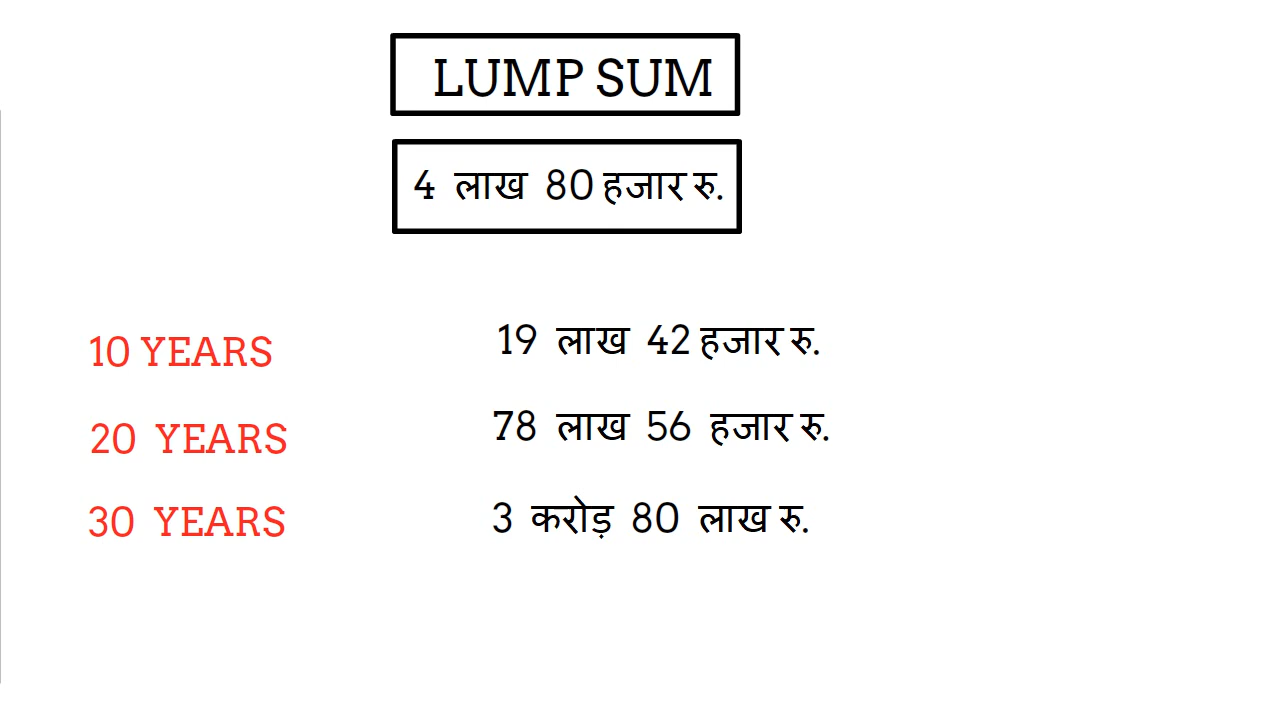 LUMP SUM
4 लाख 80 हजार रु.
10 YEARS 19 लाख 42 हजार रु.
20 YEARS 78 लाख 56 हजार रु.
30 YEARS 3 करोड़ 80 लाख रु.